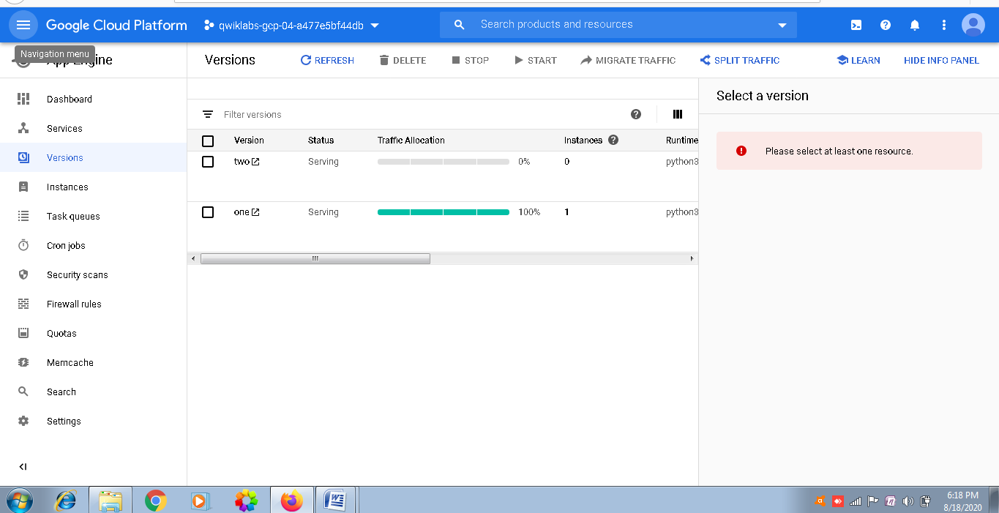 Google Cloud Platform
qwiklabs-gcp-04-a477e5bf44db
Search products and resources
Navigation menu
App Engine
Versions
REFRESH
DELETE
STOP
START
MIGRATE TRAFFIC
SPLIT TRAFFIC
LEARN
HIDE INFO PANEL
Dashboard
Services
Versions
Instances
Task queues
Cron jobs
Security scans
Firewall rules
Quotas
Memcache
Search
Settings
Filter versions
Version Status Traffic Allocation Instances Runtime
two Serving 0% 0 python3
one Serving 100% 1 python3
Select a version
Please select at least one resource.
6:18 PM
8/18/2020